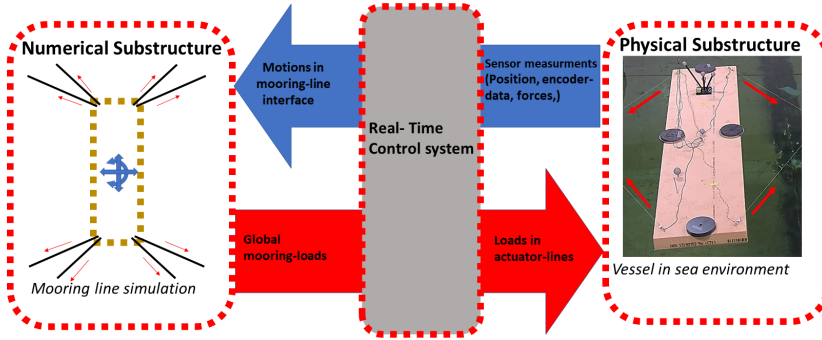 Numerical Substructure
Mooring line simulation
Motions in
mooring-line
interface
Global
mooring-loads
Real- Time
Control system
Sensor measurments
(Position, encoder-
data, forces,)
Loads in
actuator-lines
Physical Substructure
Vessel in sea environment